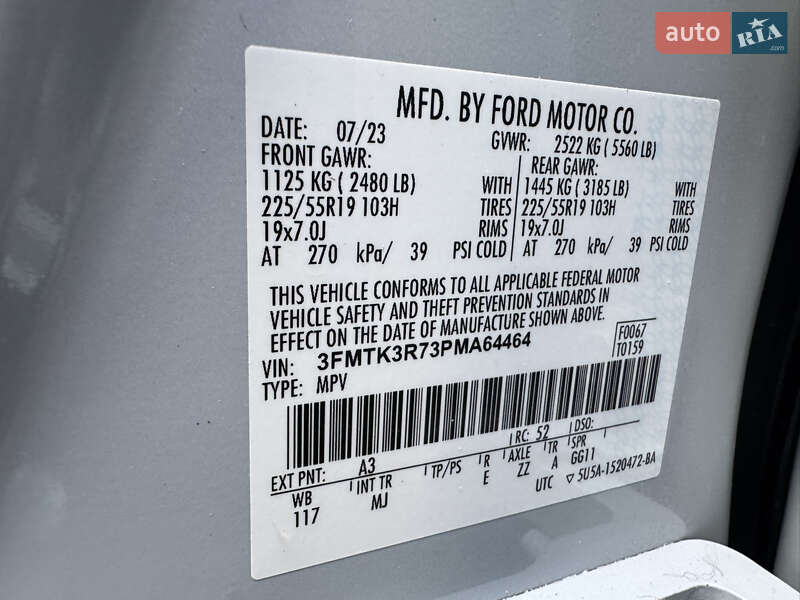 auto RIA .com
MFD. BY FORD MOTOR CO.
DATE: 07/23 GVWR: 2522 KG ( 5560 LB)
FRONT GAWR: REAR GAWR:
1125 KG ( 2480 LB) WITH 1445 KG ( 3185 LB) WITH
225/55R19 103H TIRES 225/55R19 103H TIRES
19x7.0J RIMS 19x7.0J RIMS
AT 270 kPa/ 39 PSI COLD AT 270 kPa/ 39 PSI COLD
THIS VEHICLE CONFORMS TO ALL APPLICABLE FEDERAL MOTOR
VEHICLE SAFETY AND THEFT PREVENTION STANDARDS IN
EFFECT ON THE DATE OF MANUFACTURE SHOWN ABOVE.
VIN: 3FMTK3R73PMA64464 F0067
TYPE: MPV T0159
EXT PNT: A3 RC: 52 DSO:
WB INT TR TP/PS R AXLE TR SPR
117 MJ E ZZ A GG11
UTC ▽ 5U5A-1520472-BA